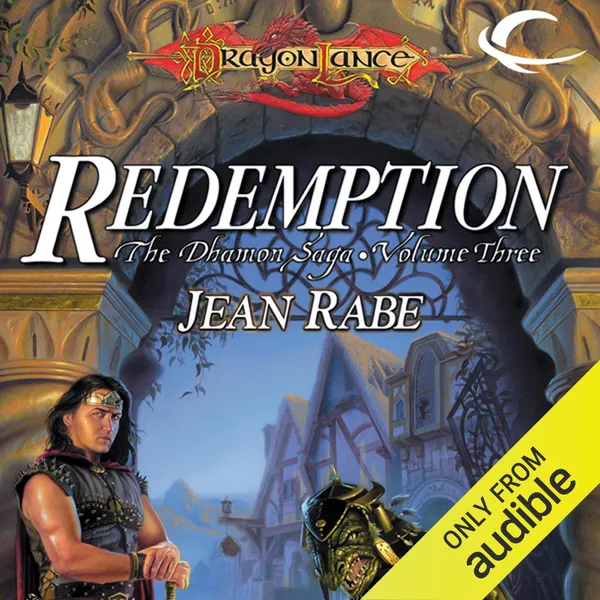 DRAGONLANCE®
REDEMPTION
The Dhamon Saga • Volume Three
JEAN RABE
ONLY FROM
audible